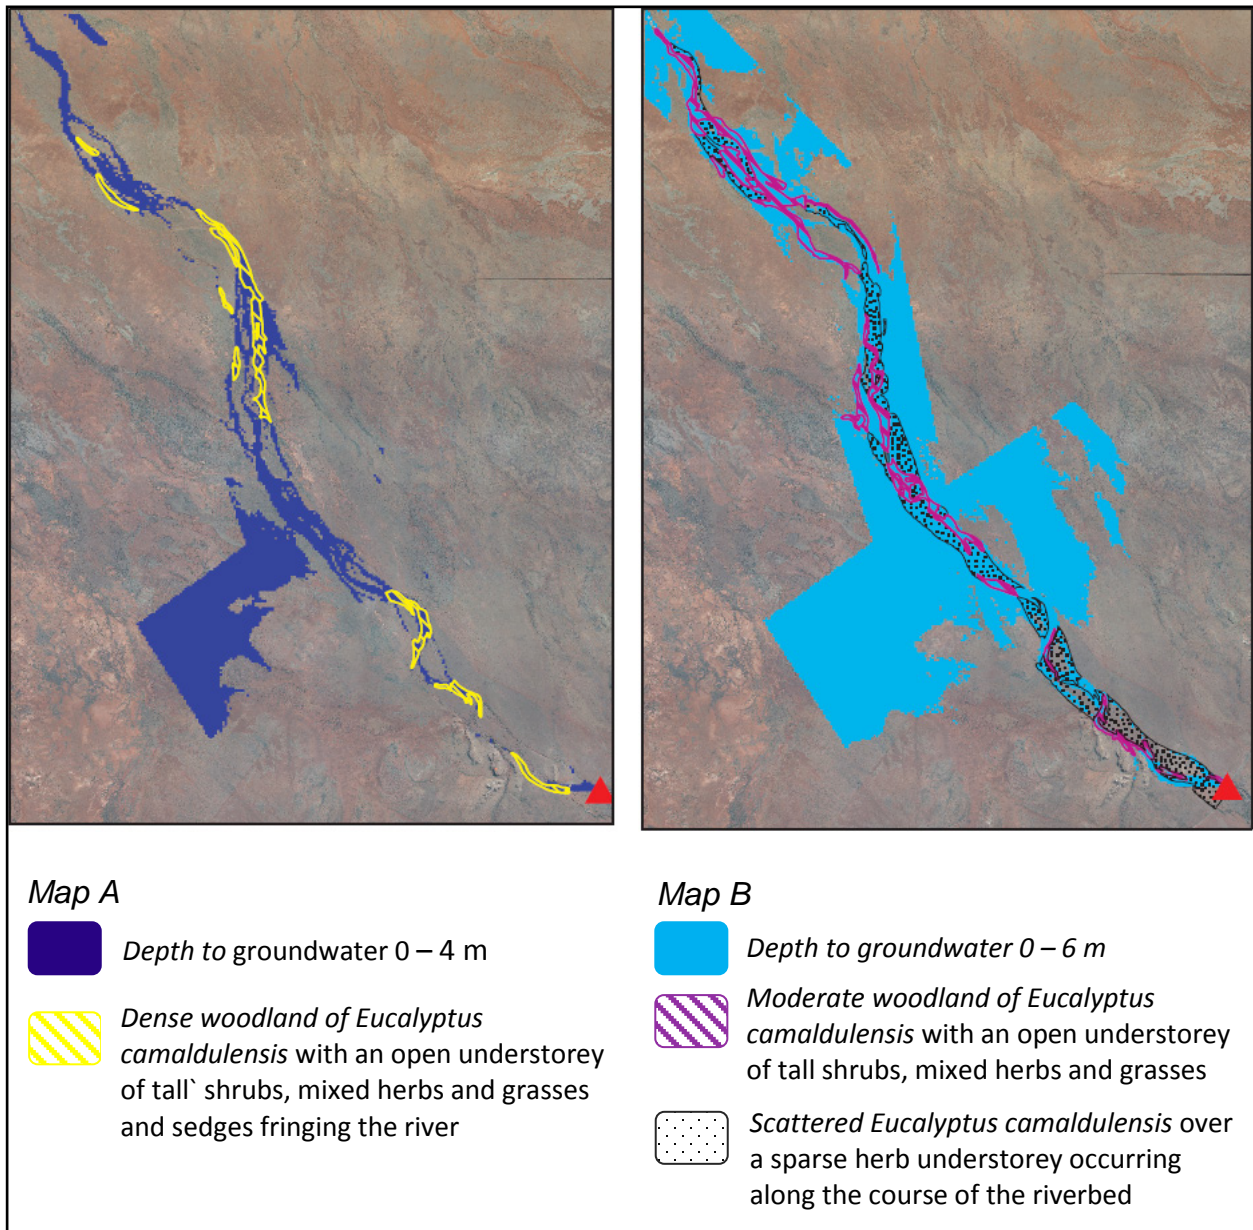 Map A
Depth to groundwater 0 – 4 m
Dense woodland of Eucalyptus
camaldulensis with an open understorey
of tall` shrubs, mixed herbs and grasses
and sedges fringing the river
Map B
Depth to groundwater 0 – 6 m
Moderate woodland of Eucalyptus
camaldulensis with an open understorey
of tall shrubs, mixed herbs and grasses
Scattered Eucalyptus camaldulensis over
a sparse herb understorey occurring
along the course of the riverbed